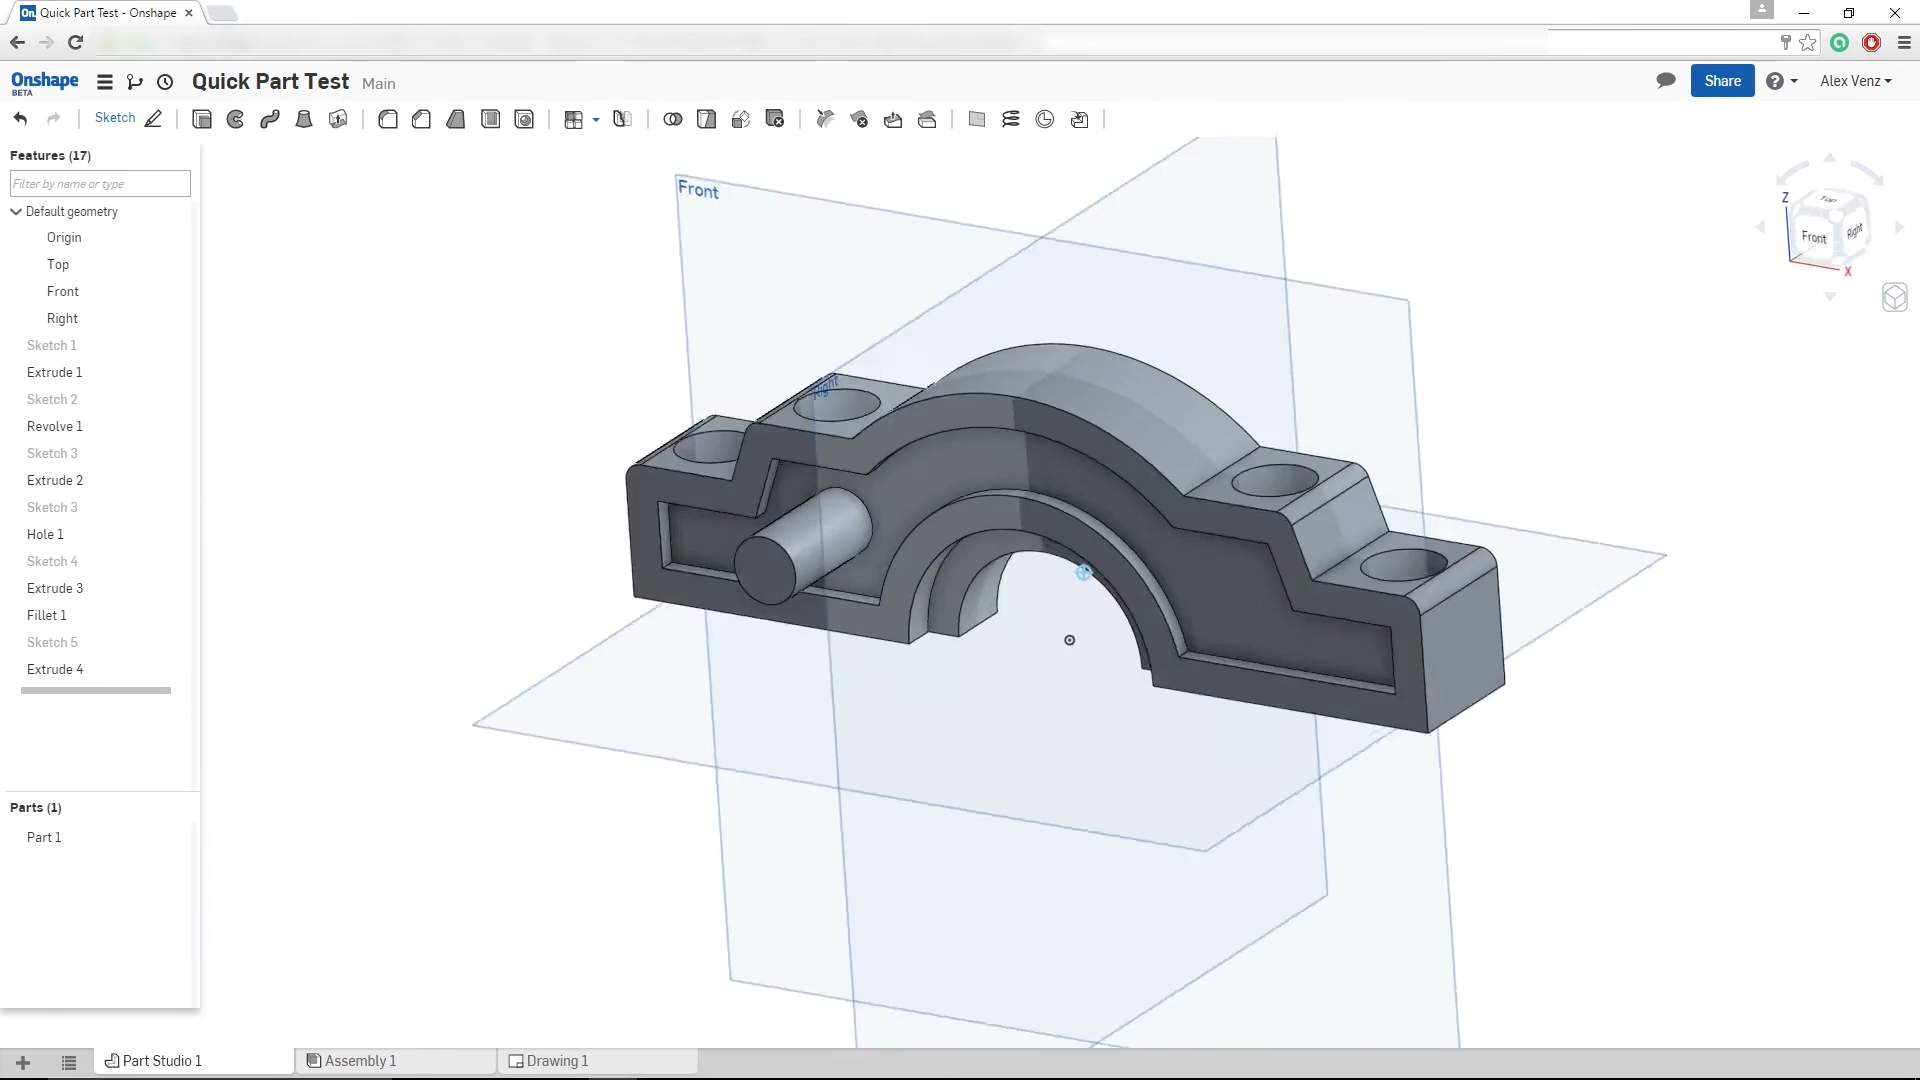 Quick Part Test - Onshape
Onshape
BETA
Quick Part Test Main
Share
Alex Venz
Sketch
Features (17)
Filter by name or type
Default geometry
Origin
Top
Front
Right
Sketch 1
Extrude 1
Sketch 2
Revolve 1
Sketch 3
Extrude 2
Sketch 3
Hole 1
Sketch 4
Extrude 3
Fillet 1
Sketch 5
Extrude 4
Parts (1)
Part 1
Front
Right
Z
Top
Front
Right
X
Part Studio 1
Assembly 1
Drawing 1